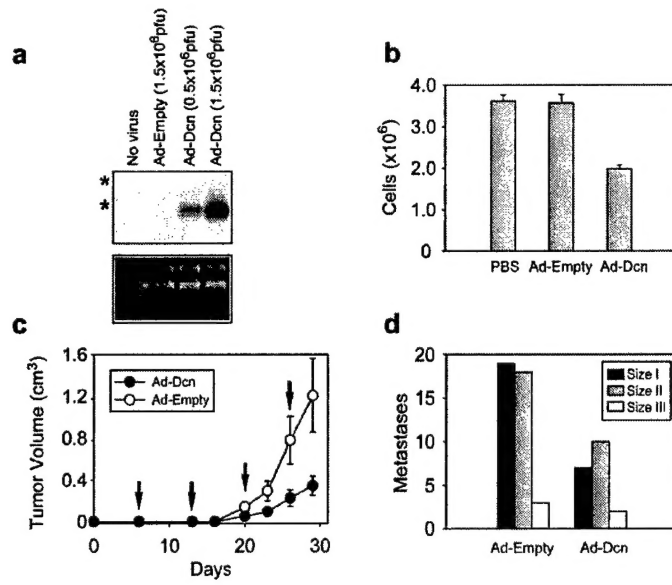 a
No virus
Ad-Empty (1.5x10⁶pfu)
Ad-Dcn (0.5x10⁶pfu)
Ad-Dcn (1.5x10⁶pfu)
*
*
b
Cells (x10⁶)
4.0
3.0
2.0
1.0
0
PBS Ad-Empty Ad-Dcn
c
Tumor Volume (cm³)
1.6
1.2
0.8
0.4
0
Ad-Dcn
Ad-Empty
0 10 20 30
Days
d
Metastases
20
15
10
5
0
Size I
Size II
Size III
Ad-Empty Ad-Dcn